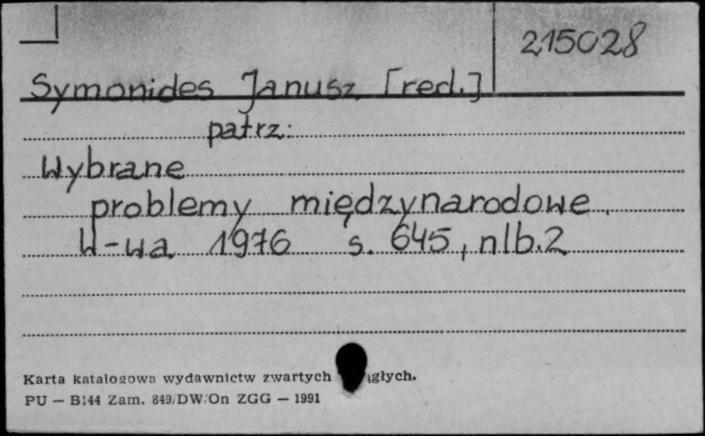 215028
Symonides Janusz [red.]
patrz:
Wybrane
problemy międzynarodowe.
W-wa 1976 s. 645, nlb.2
Karta katalogowa wydawnictw zwartych
PU — B144 Zam. 849/DW/On ZGG — 1991